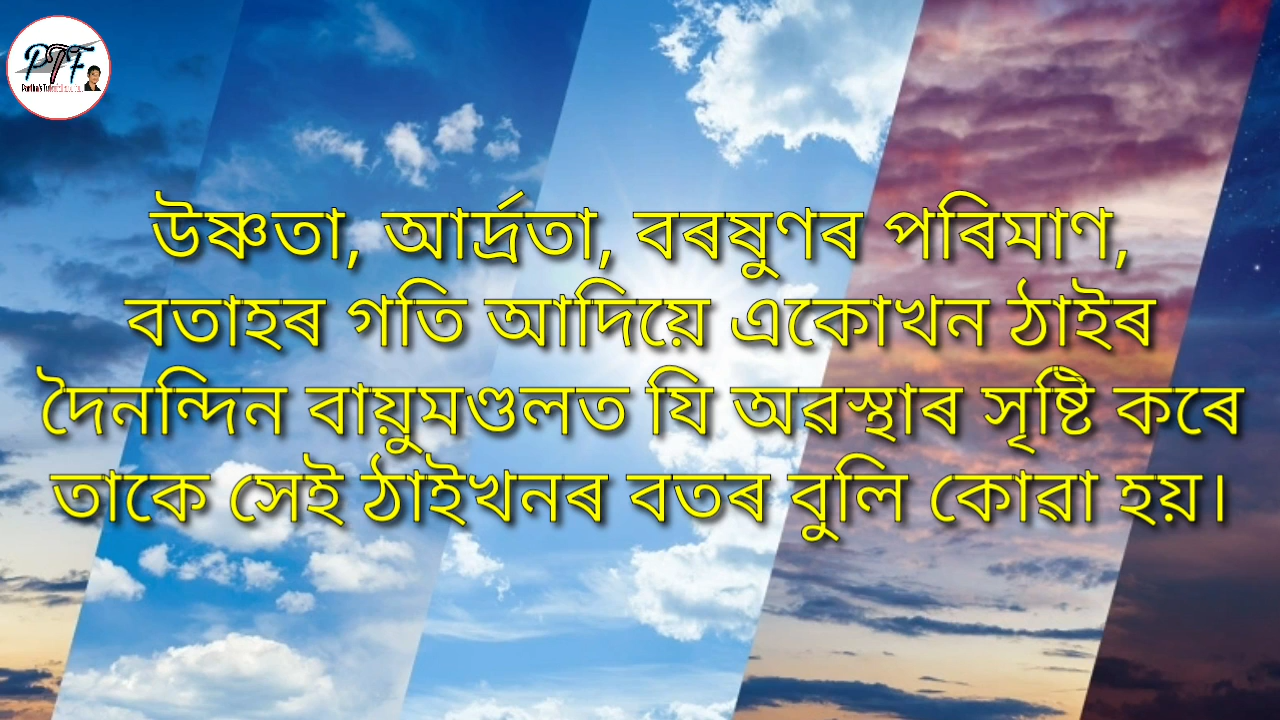 PTF
উষ্ণতা, আৰ্দ্ৰতা, বৰষুণৰ পৰিমাণ,
বতাহৰ গতি আদিয়ে একোখন ঠাইৰ
দৈনন্দিন বায়ুমণ্ডলত যি অৱস্থাৰ সৃষ্টি কৰে
তাকে সেই ঠাইখনৰ বতৰ বুলি কোৱা হয়।